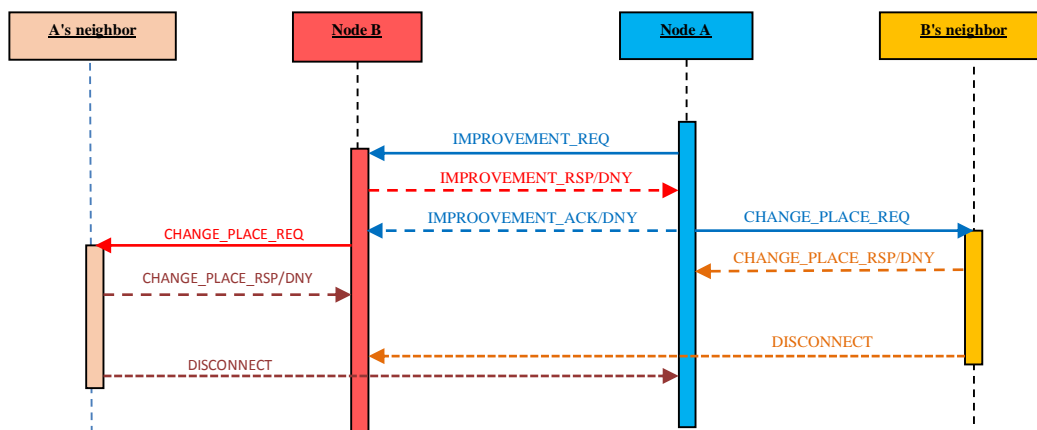 A's neighbor
Node B
Node A
B's neighbor
IMPROVEMENT_REQ
IMPROVEMENT_RSP/DNY
IMPROOVEMENT_ACK/DNY
CHANGE_PLACE_REQ
CHANGE_PLACE_REQ
CHANGE_PLACE_RSP/DNY
CHANGE_PLACE_RSP/DNY
DISCONNECT
DISCONNECT